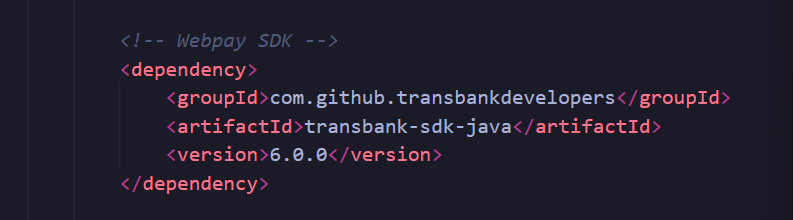 <!-- Webpay SDK -->
<dependency>
<groupId>com.github.transbankdevelopers</groupId>
<artifactId>transbank-sdk-java</artifactId>
<version>6.0.0</version>
</dependency>